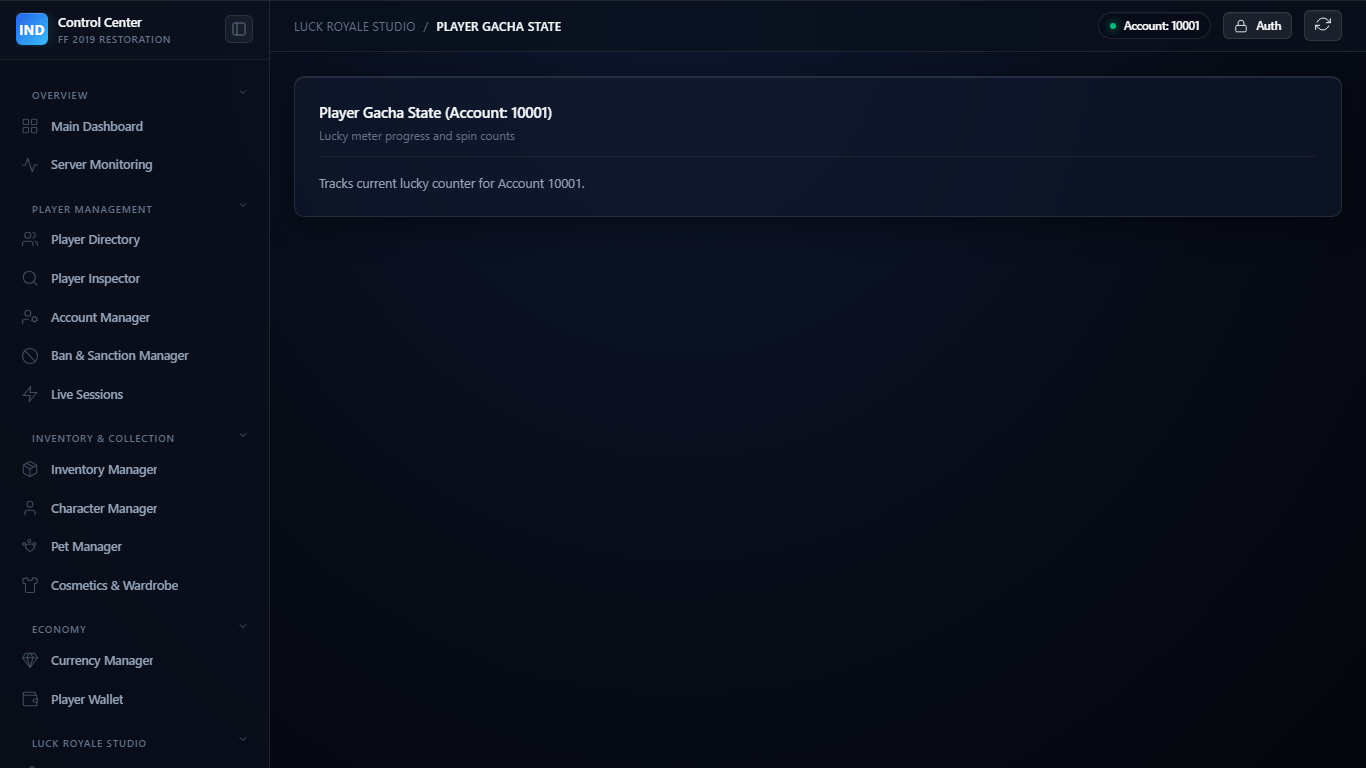 IND
Control Center
FF 2019 RESTORATION
OVERVIEW
Main Dashboard
Server Monitoring
PLAYER MANAGEMENT
Player Directory
Player Inspector
Account Manager
Ban & Sanction Manager
Live Sessions
INVENTORY & COLLECTION
Inventory Manager
Character Manager
Pet Manager
Cosmetics & Wardrobe
ECONOMY
Currency Manager
Player Wallet
LUCK ROYALE STUDIO
LUCK ROYALE STUDIO / PLAYER GACHA STATE
Account: 10001
Auth
Player Gacha State (Account: 10001)
Lucky meter progress and spin counts
Tracks current lucky counter for Account 10001.